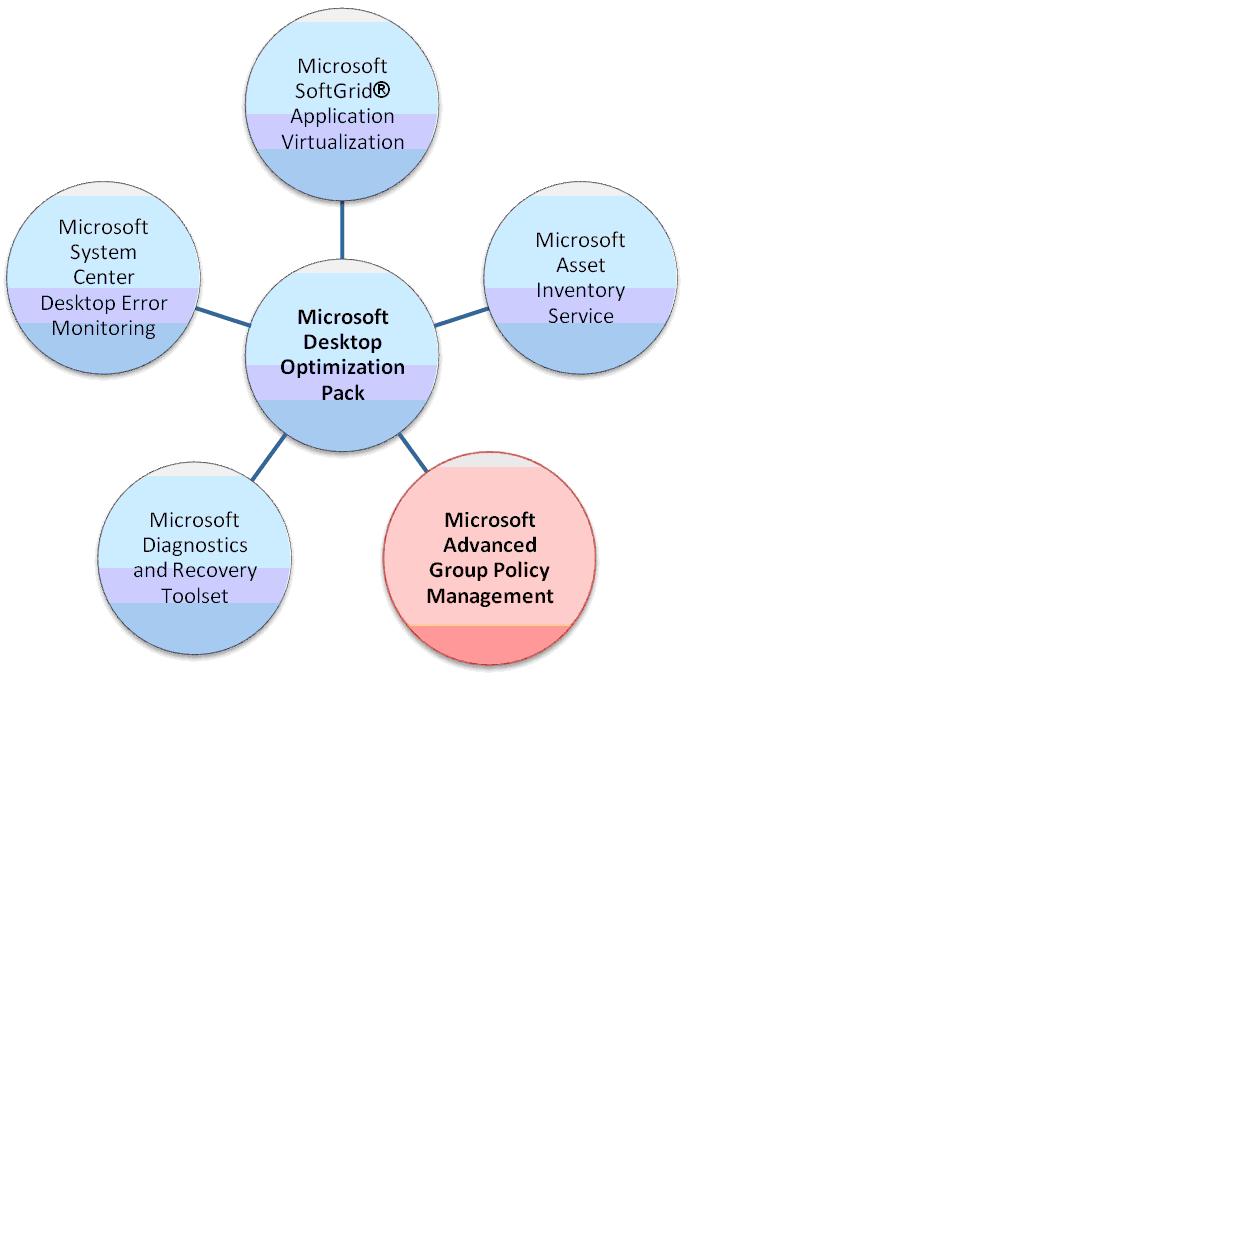 Microsoft
SoftGrid®
Application
Virtualization
Microsoft
System
Center
Desktop Error
Monitoring
Microsoft
Asset
Inventory
Service
Microsoft
Desktop
Optimization
Pack
Microsoft
Diagnostics
and Recovery
Toolset
Microsoft
Advanced
Group Policy
Management